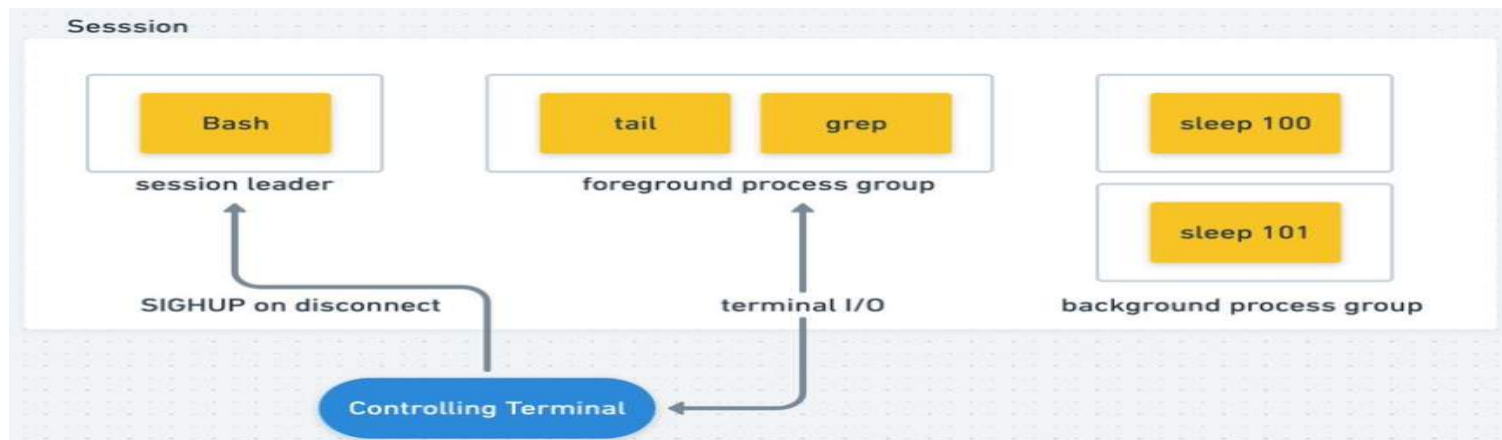 Sesssion
Bash
tail
grep
sleep 100
session leader
foreground process group
sleep 101
SIGHUP on disconnect
terminal I/O
background process group
Controlling Terminal